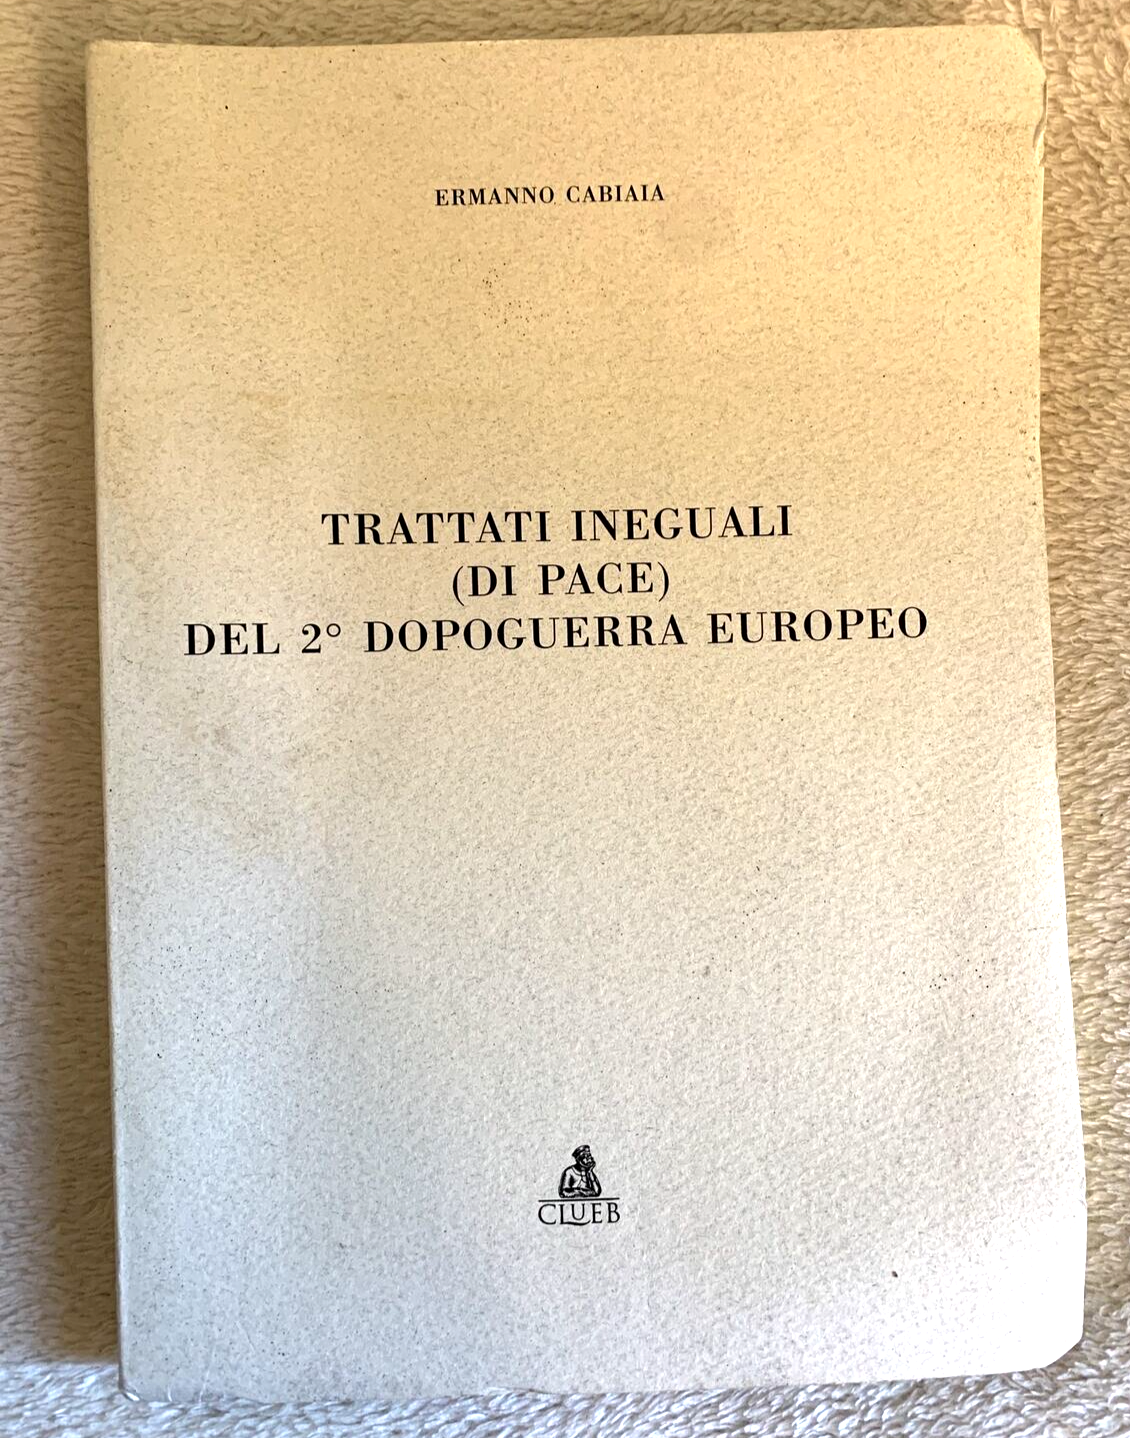 ERMANNO CABIAIA
TRATTATI INEGUALI
(DI PACE)
DEL 2° DOPOGUERRA EUROPEO
CLUEB